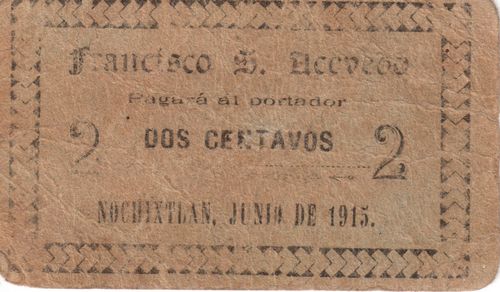 Francisco S. Acevedo
Pagará al portador
2 DOS CENTAVOS 2
NOCHIXTLAN, JUNIO DE 1915.